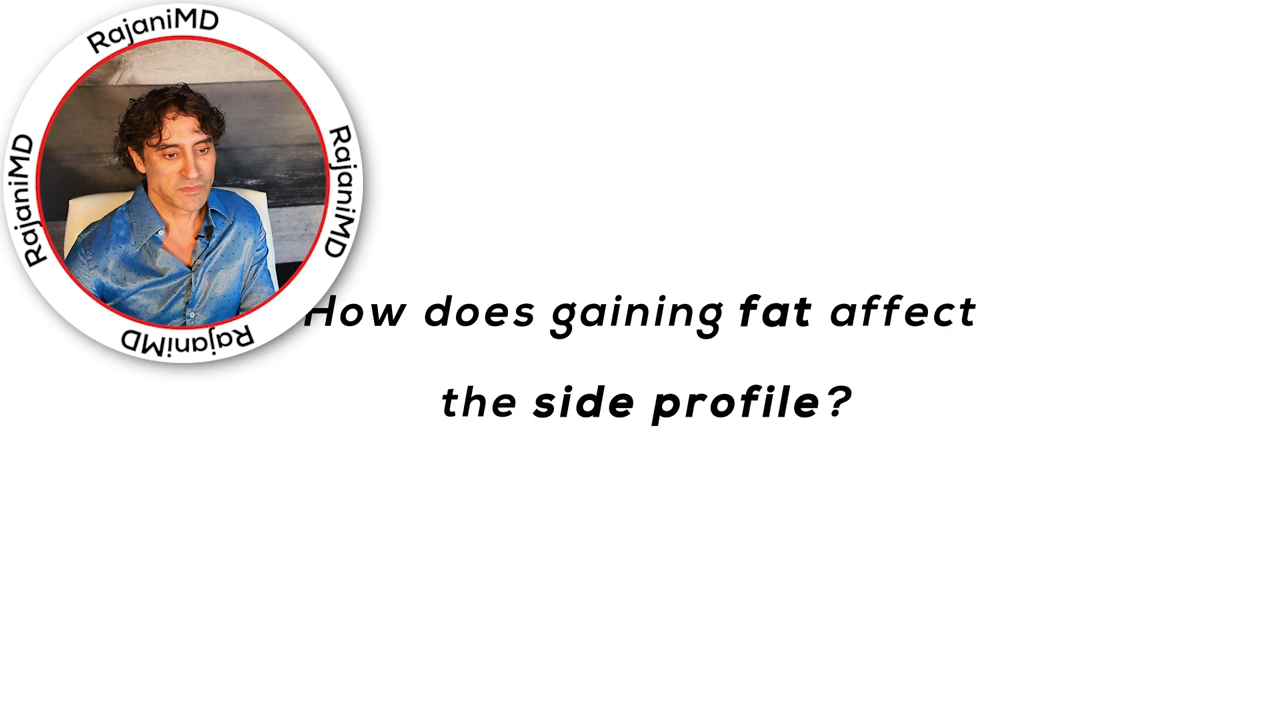 RajaniMD
RajaniMD
RajaniMD
RajaniMD
How does gaining fat affect
the side profile?